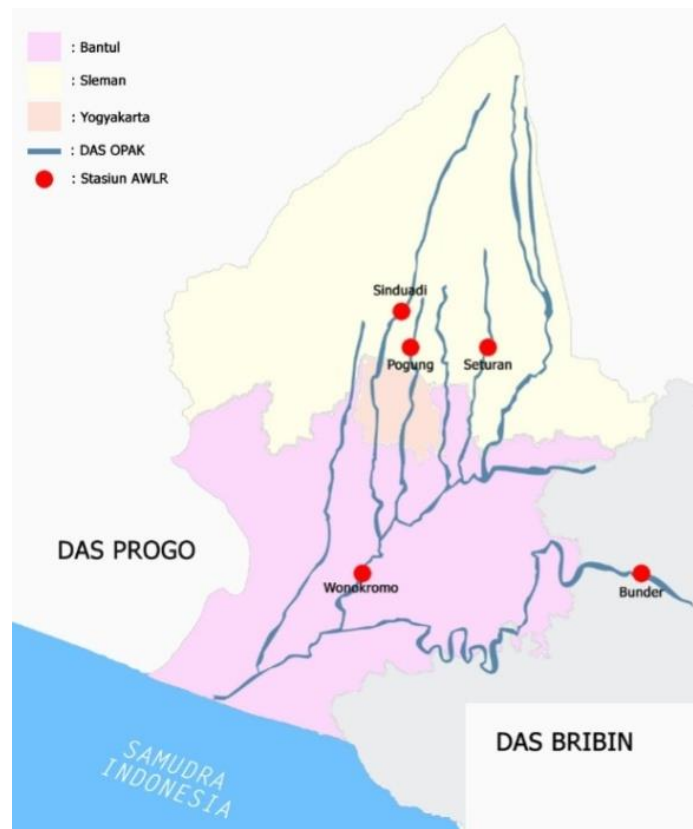 : Bantul
: Sleman
: Yogyakarta
: DAS OPAK
: Stasiun AWLR
Sinduadi
Pogung
Seturan
DAS PROGO
Wonokromo
Bunder
DAS BRIBIN
SAMUDRA
INDONESIA